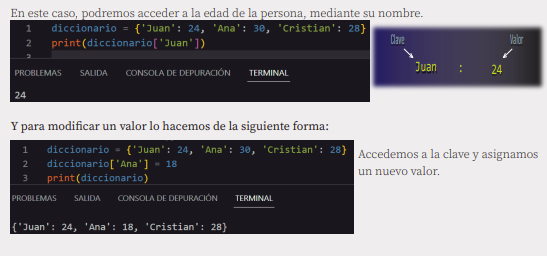 En este caso, podremos acceder a la edad de la persona, mediante su nombre.
1 diccionario = {'Juan': 24, 'Ana': 30, 'Cristian': 28}
2 print(diccionario['Juan'])
3
PROBLEMAS SALIDA CONSOLA DE DEPURACIÓN TERMINAL
24
Clave Valor
Juan : 24
Y para modificar un valor lo hacemos de la siguiente forma:
1 diccionario = {'Juan': 24, 'Ana': 30, 'Cristian': 28}
2 diccionario['Ana'] = 18
3 print(diccionario)
PROBLEMAS SALIDA CONSOLA DE DEPURACIÓN TERMINAL
{'Juan': 24, 'Ana': 18, 'Cristian': 28}
Accedemos a la clave y asignamos
un nuevo valor.